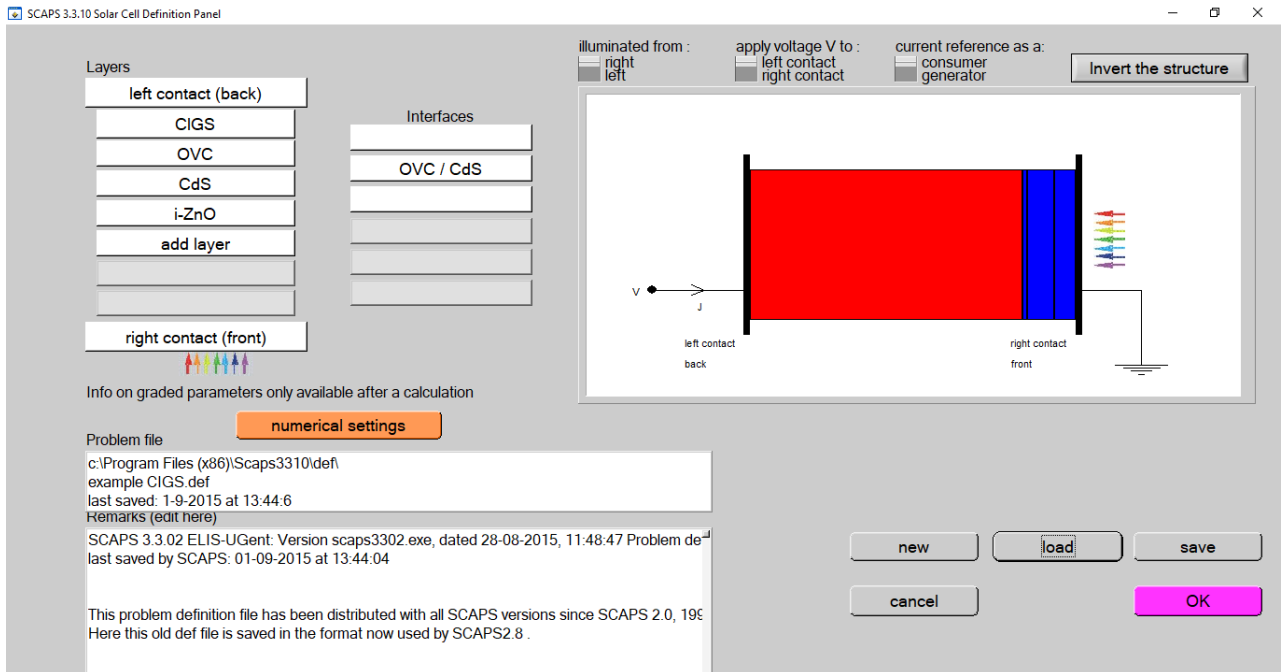 SCAPS 3.3.10 Solar Cell Definition Panel
illuminated from :
right
left
apply voltage V to :
left contact
right contact
current reference as a:
consumer
generator
Invert the structure
Layers
left contact (back)
CIGS
OVC
CdS
i-ZnO
add layer
right contact (front)
Interfaces
OVC / CdS
V
J
left contact
back
right contact
front
Info on graded parameters only available after a calculation
numerical settings
Problem file
c:\Program Files (x86)\Scaps3310\def\
example CIGS.def
last saved: 1-9-2015 at 13:44:6
Remarks (edit here)
SCAPS 3.3.02 ELIS-UGent: Version scaps3302.exe, dated 28-08-2015, 11:48:47 Problem de
last saved by SCAPS: 01-09-2015 at 13:44:04
This problem definition file has been distributed with all SCAPS versions since SCAPS 2.0, 199
Here this old def file is saved in the format now used by SCAPS2.8 .
new
load
save
cancel
OK